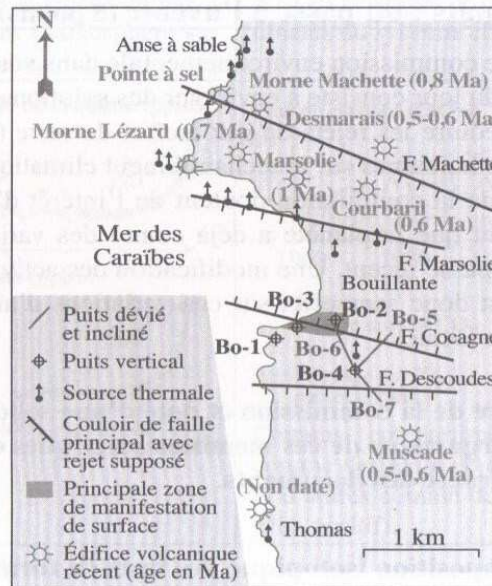 N
Anse à sable
Pointe à sel
Morne Machette (0,8 Ma)
Desmarais (0,5-0,6 Ma)
Morne Lézard (0,7 Ma)
Marsolie
(1 Ma)
F. Machette
Courbaril
(0,6 Ma)
F. Marsolie
Mer des
Caraïbes
Bouillante
Bo-3
Bo-2
Bo-5
F. Cocagne
Bo-1
Bo-6
Bo-4
F. Descoudes
Bo-7
Muscade
(0,5-0,6 Ma)
(Non daté)
Thomas
1 km
Puits dévié
et incliné
Puits vertical
Source thermale
Couloir de faille
principal avec
rejet supposé
Principale zone
de manifestation
de surface
Édifice volcanique
récent (âge en Ma)